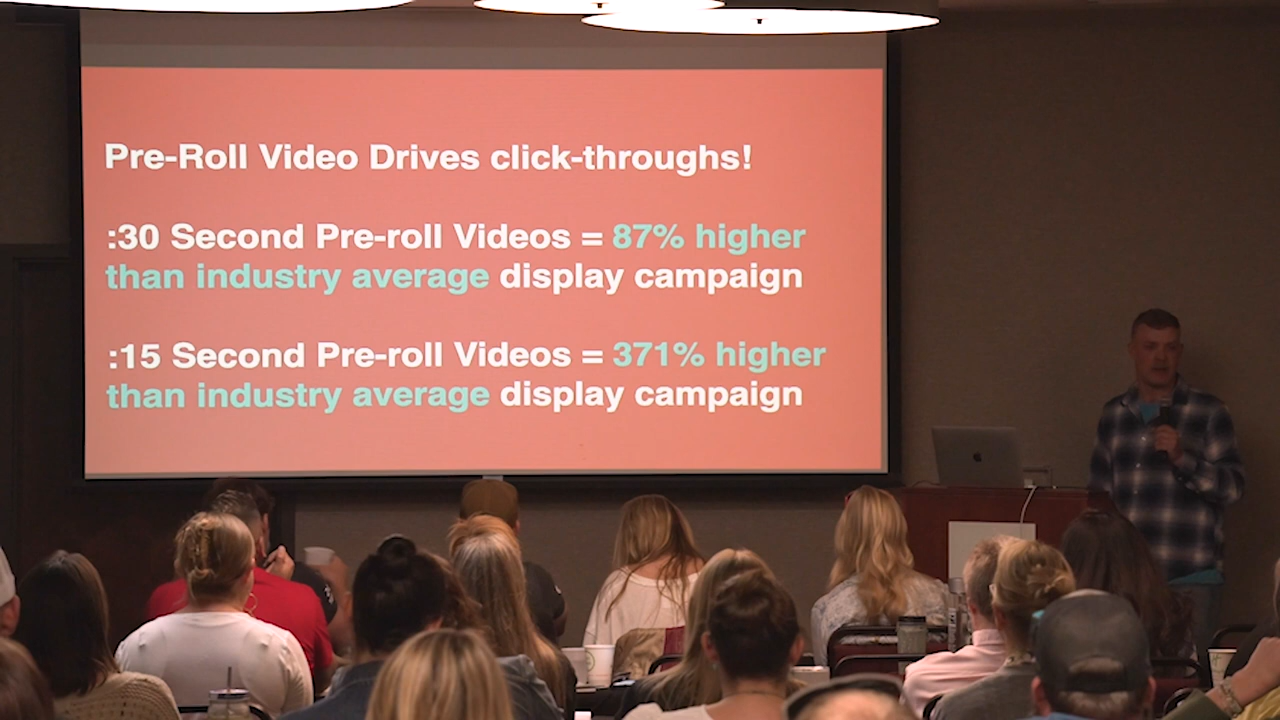 Pre-Roll Video Drives click-throughs!
:30 Second Pre-roll Videos = 87% higher
than industry average display campaign
:15 Second Pre-roll Videos = 371% higher
than industry average display campaign